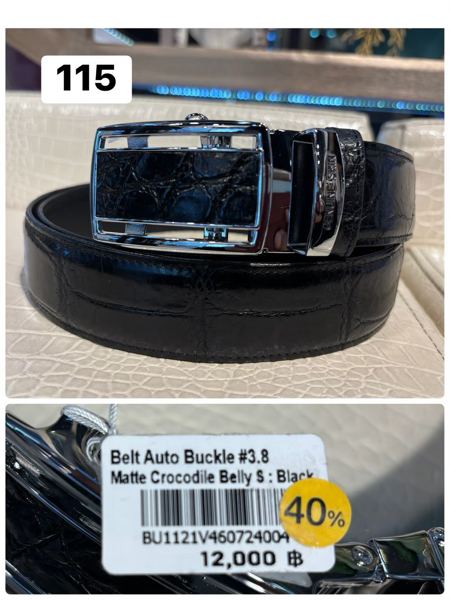 115
Belt Auto Buckle #3.8
Matte Crocodile Belly S : Black
40%
BU1121V460724004
12,000 ฿